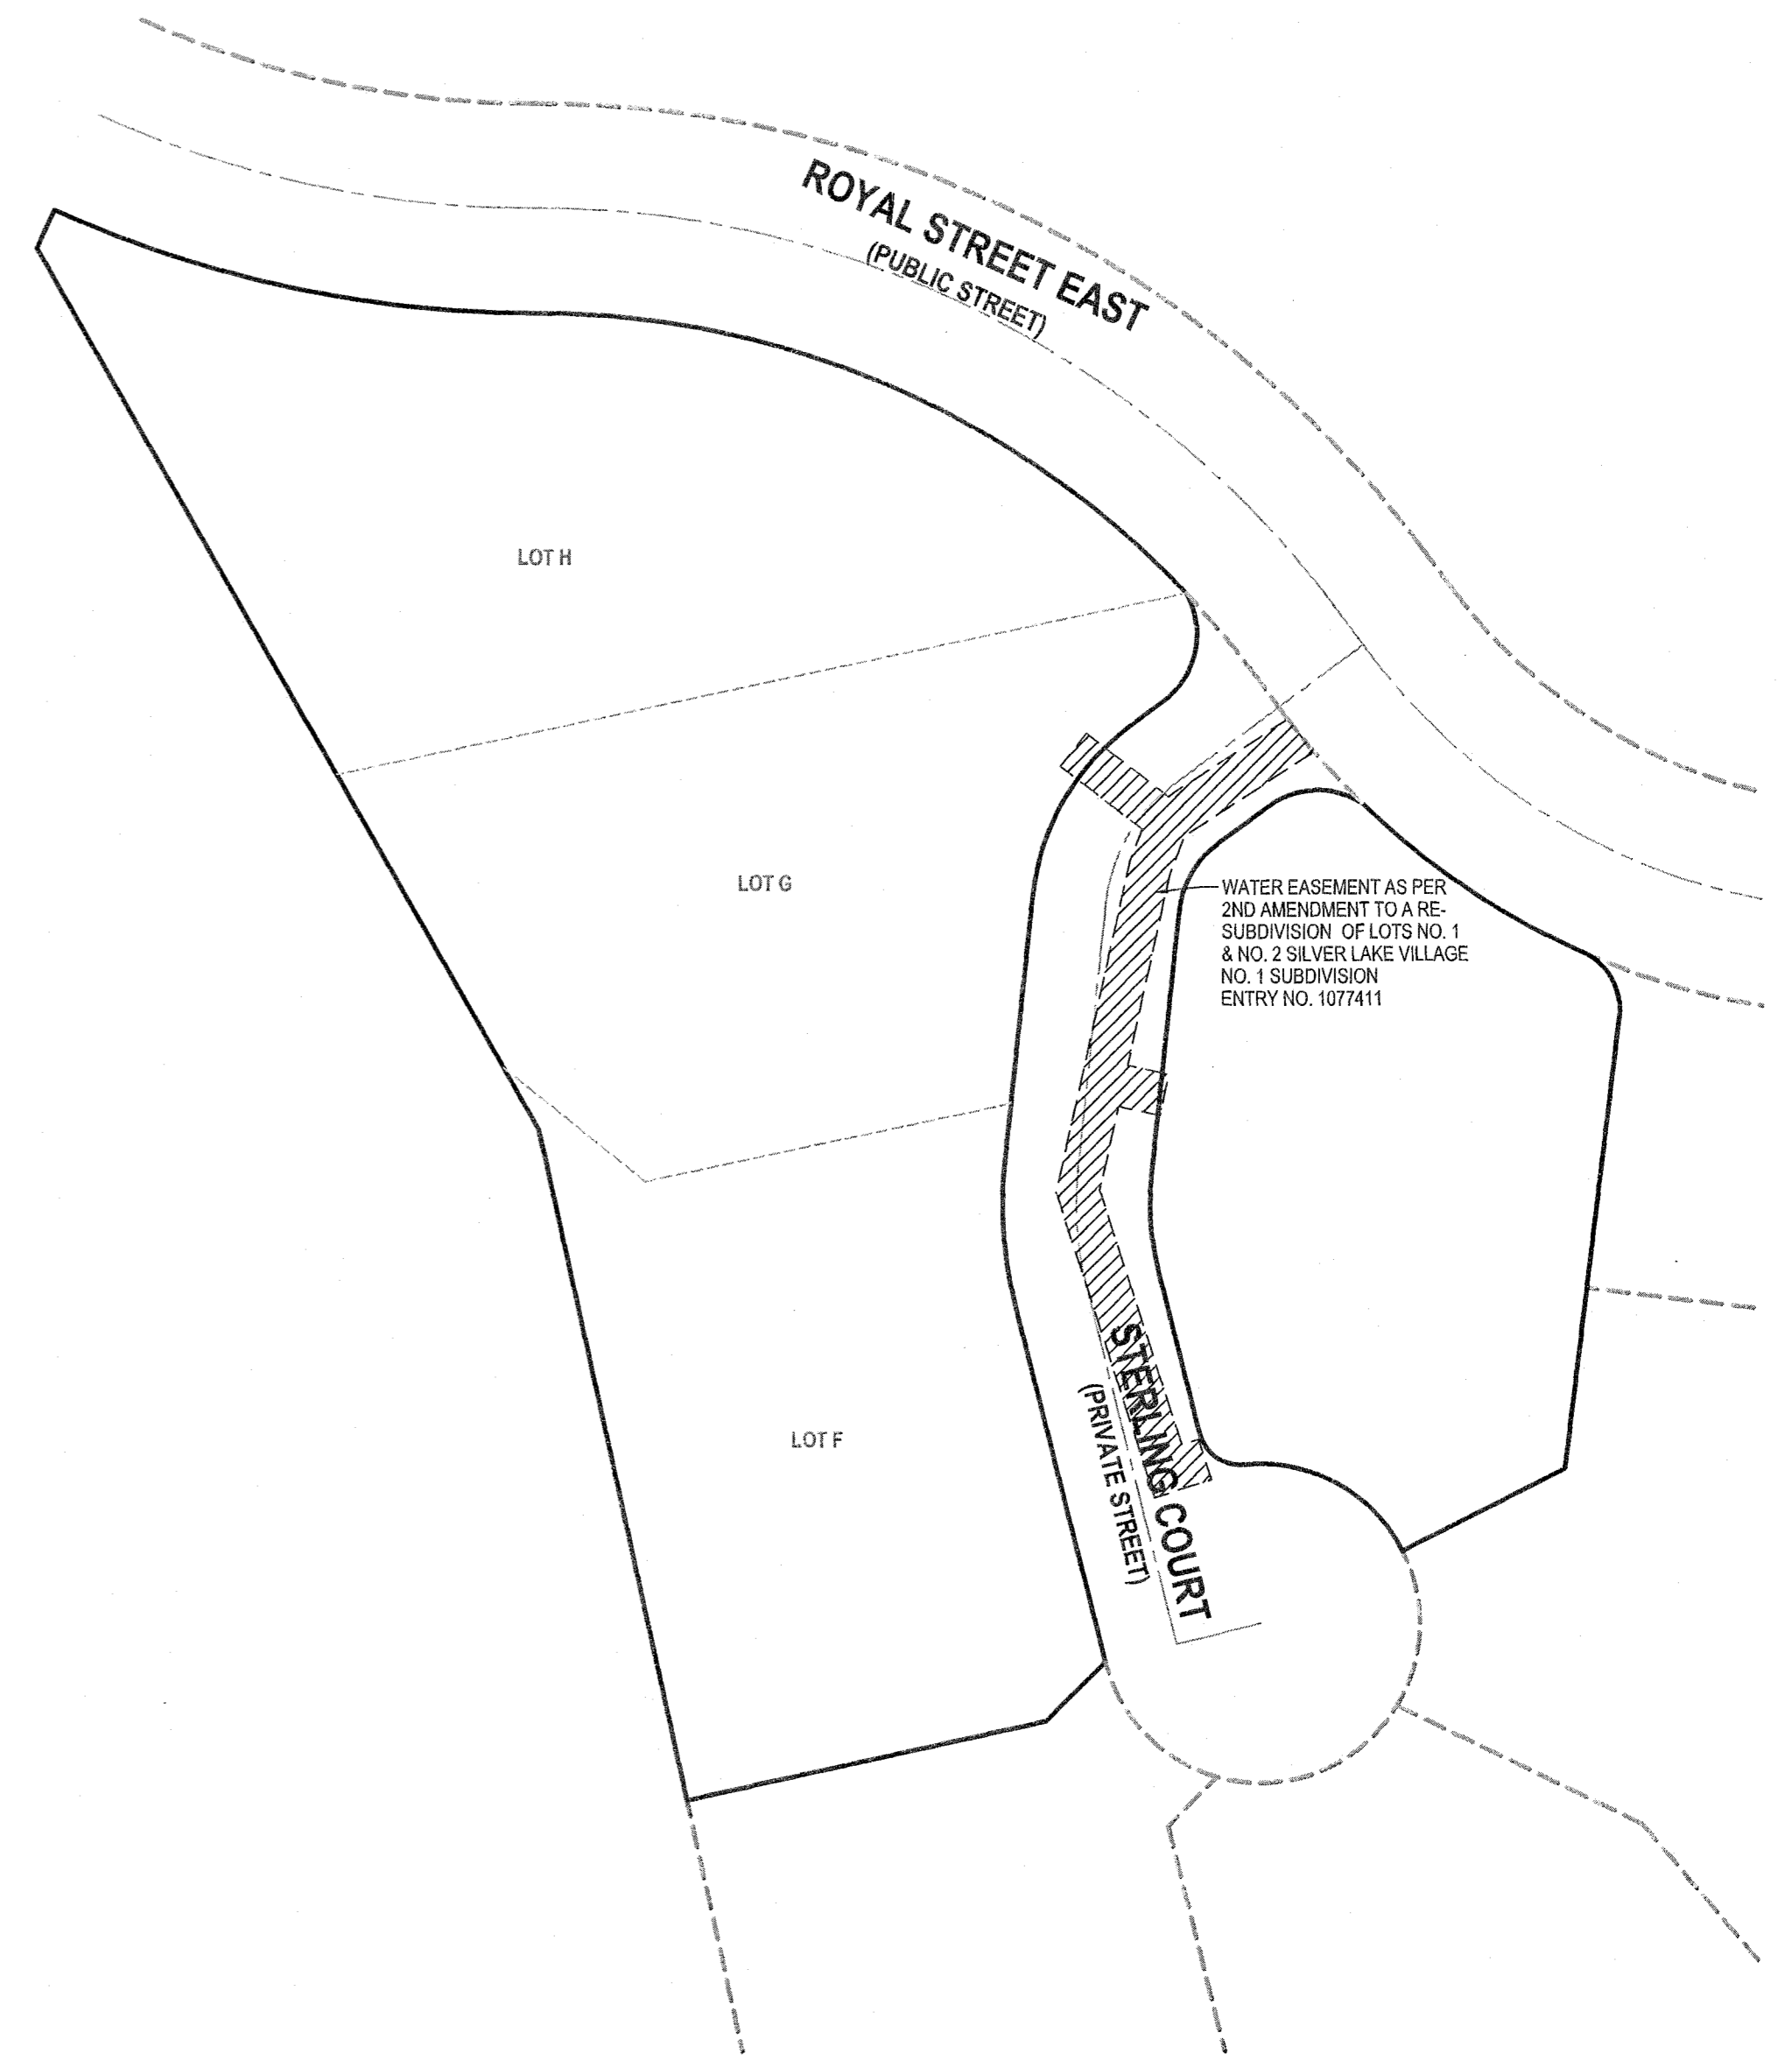 ROYAL STREET EAST
(PUBLIC STREET)
LOT H
LOT G
WATER EASEMENT AS PER
2ND AMENDMENT TO A RE-
SUBDIVISION OF LOTS NO. 1
& NO. 2 SILVER LAKE VILLAGE
NO. 1 SUBDIVISION
ENTRY NO. 1077411
STERLING COURT
(PRIVATE STREET)
LOT F